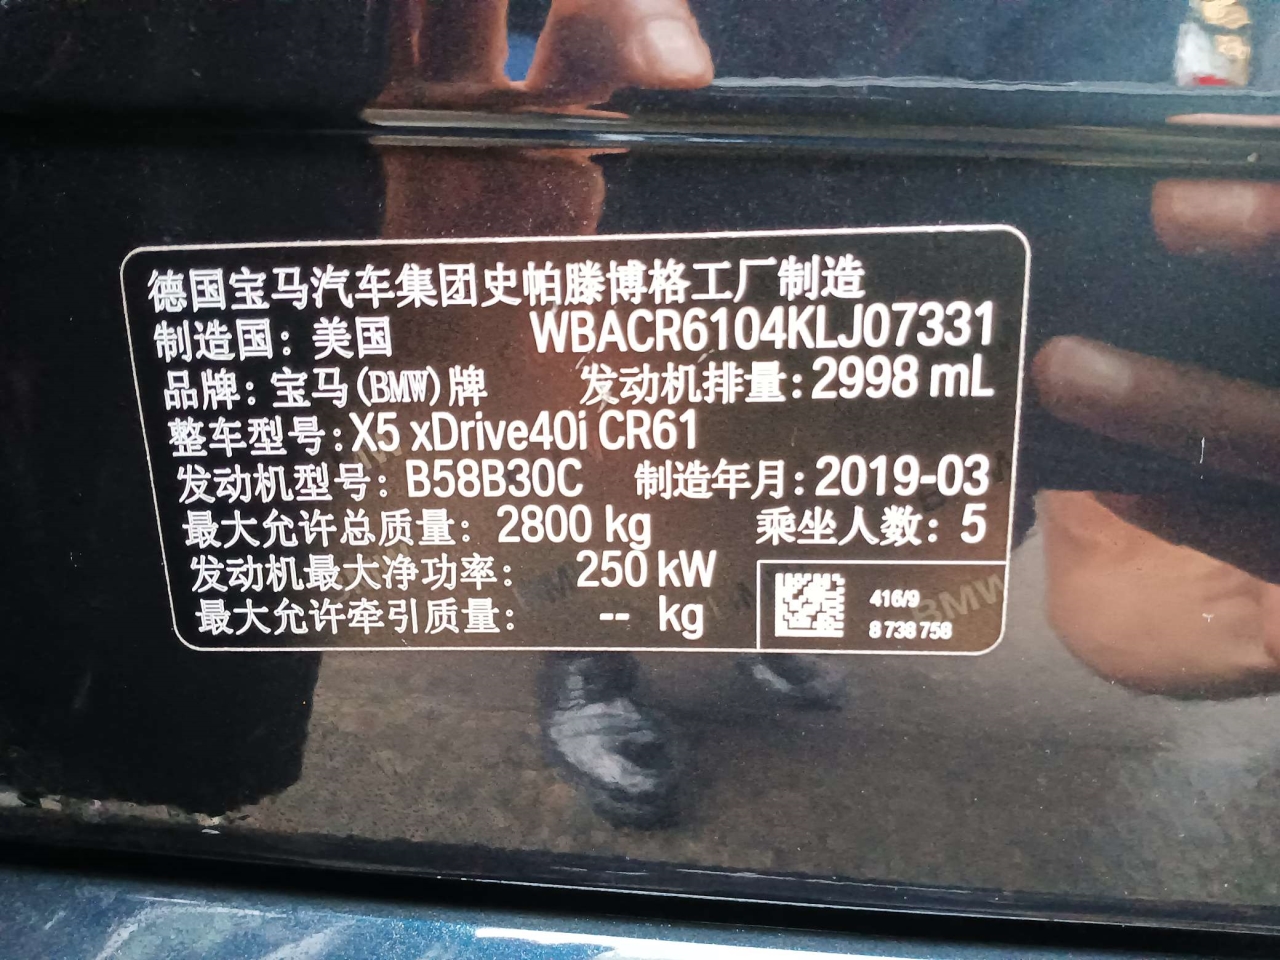 德国宝马汽车集团史帕滕博格工厂制造
制造国：美国 WBACR6104KLJ07331
品牌：宝马(BMW)牌 发动机排量：2998 mL
整车型号：X5 xDrive40i CR61
发动机型号：B58B30C 制造年月：2019-03
最大允许总质量：2800 kg 乘坐人数：5
发动机最大净功率：250 kW
最大允许牵引质量：-- kg
416/9
8 738 758
BMW